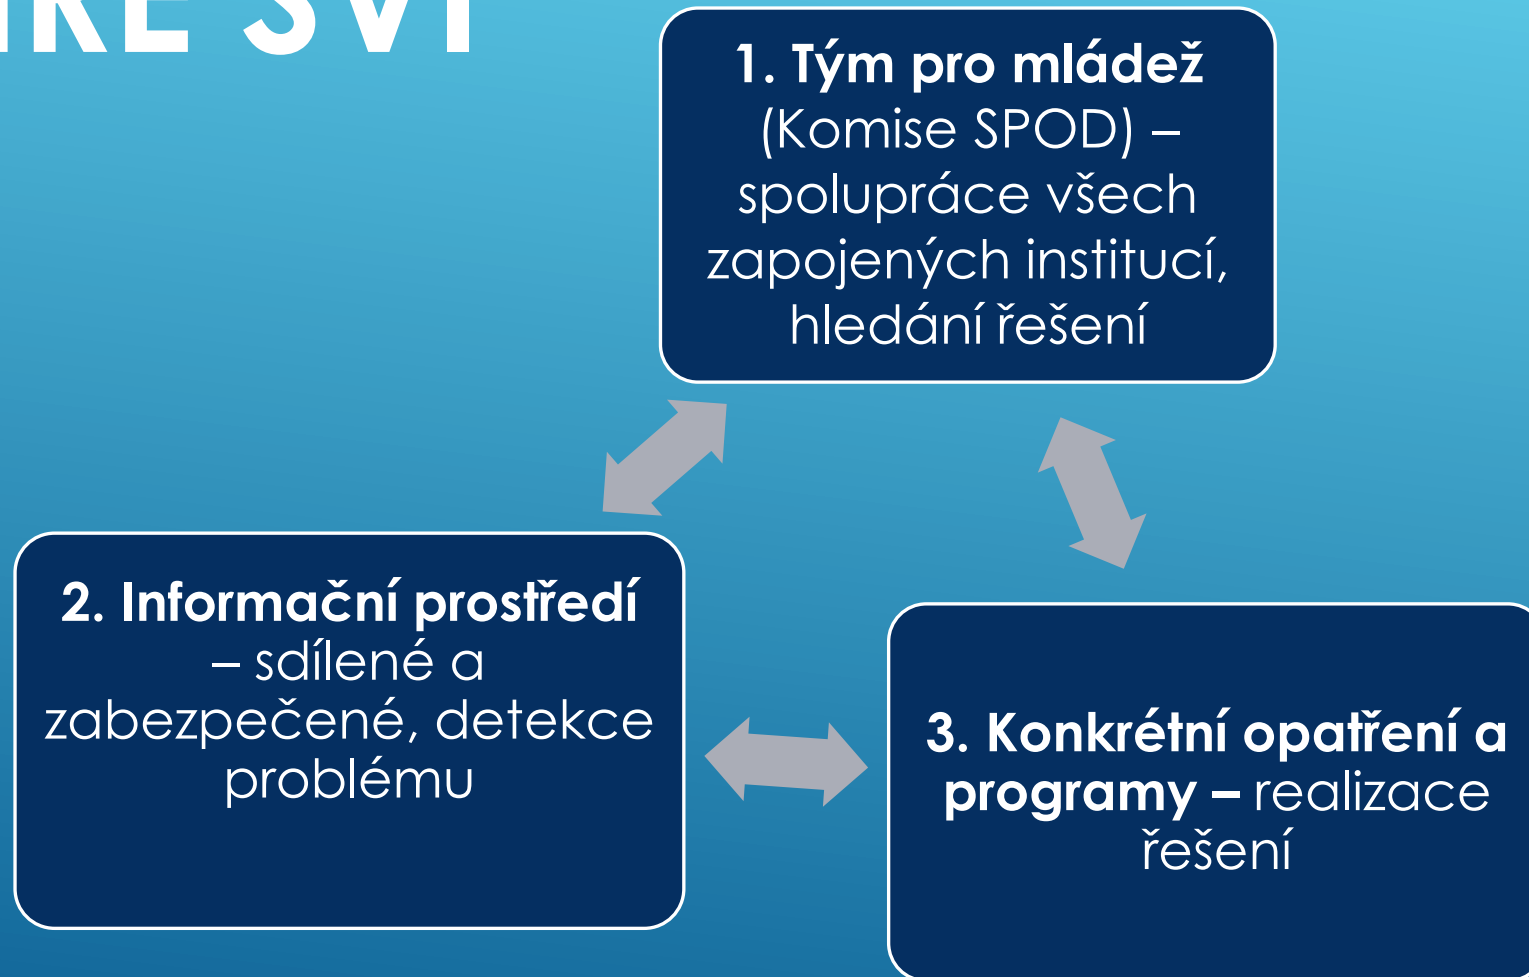 SVI
1. Tým pro mládež
(Komise SPOD) –
spolupráce všech
zapojených institucí,
hledání řešení
2. Informační prostředí
– sdílené a
zabezpečené, detekce
problému
3. Konkrétní opatření a
programy – realizace
řešení